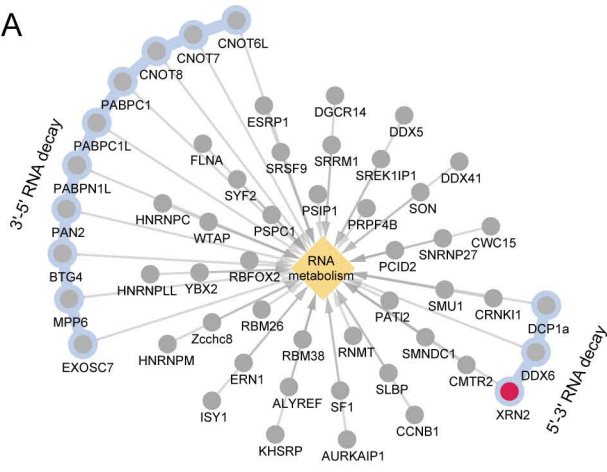 A
CNOT6L
CNOT7
CNOT8
PABPC1
PABPC1L
PABPN1L
PAN2
BTG4
MPP6
EXOSC7
3'-5' RNA decay
ESRP1
DGCR14
DDX5
FLNA
SRSF9
SRRM1
SREK1IP1
DDX41
SYF2
PSIP1
SON
HNRNPC
WTAP
PSPC1
PRPF4B
CWC15
SNRNP27
PCID2
RNA
metabolism
RBFOX2
YBX2
HNRNPLL
SMU1
CRNKl1
PATl2
DCP1a
Zcchc8
RBM26
HNRNPM
RBM38
RNMT
SMNDC1
DDX6
CMTR2
XRN2
5'-3' RNA decay
ERN1
ISY1
ALYREF
SF1
SLBP
CCNB1
KHSRP
AURKAIP1